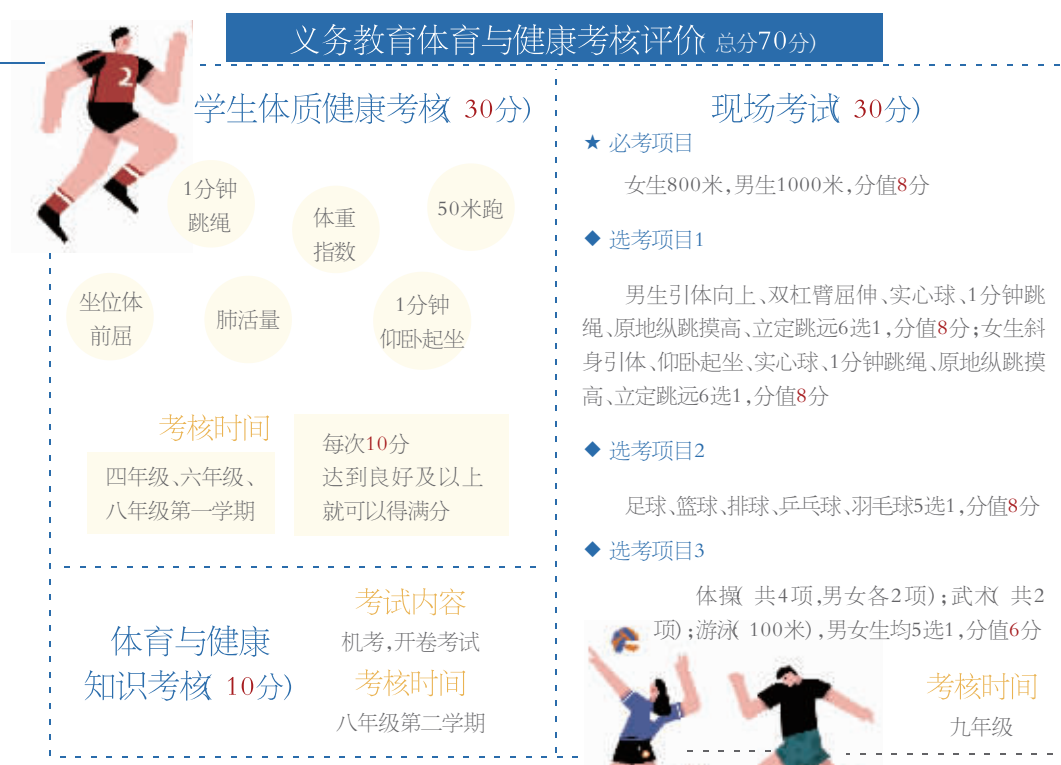 义务教育体育与健康考核评价(总分70分)
学生体质健康考核(30分)
2
1分钟
跳绳
体重
指数
50米跑
坐位体
前屈
肺活量
1分钟
仰卧起坐
考核时间
四年级、六年级、
八年级第一学期
每次10分
达到良好及以上
就可以得满分
体育与健康
知识考核(10分)
考试内容
机考,开卷考试
考核时间
八年级第二学期
现场考试(30分)
★ 必考项目
女生800米,男生1000米,分值8分
◆ 选考项目1
男生引体向上、双杠臂屈伸、实心球、1分钟跳
绳、原地纵跳摸高、立定跳远6选1,分值8分;女生斜
身引体、仰卧起坐、实心球、1分钟跳绳、原地纵跳摸
高、立定跳远6选1,分值8分
◆ 选考项目2
足球、篮球、排球、乒乓球、羽毛球5选1,分值8分
◆ 选考项目3
体操(共4项,男女各2项);武术(共2
项);游泳(100米),男女生均5选1,分值6分
考核时间
九年级